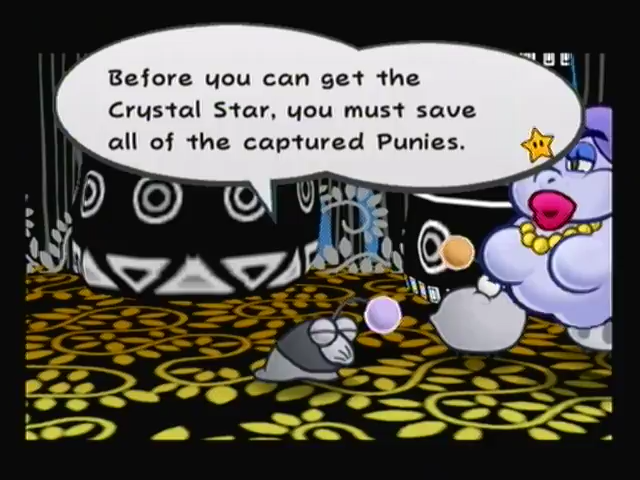 Before you can get the
Crystal Star, you must save
all of the captured Punies.